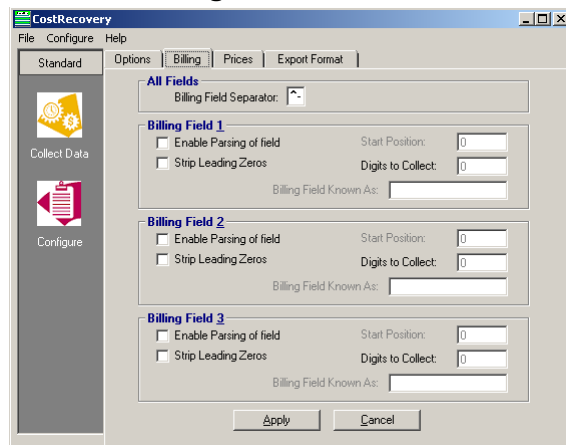 CostRecovery
File Configure Help
Standard
Options Billing Prices Export Format
All Fields
Billing Field Separator: ^-
Billing Field 1
Enable Parsing of field Start Position: 0
Strip Leading Zeros Digits to Collect: 0
Billing Field Known As:
Collect Data
Billing Field 2
Enable Parsing of field Start Position: 0
Strip Leading Zeros Digits to Collect: 0
Billing Field Known As:
Configure
Billing Field 3
Enable Parsing of field Start Position: 0
Strip Leading Zeros Digits to Collect: 0
Billing Field Known As:
Apply Cancel